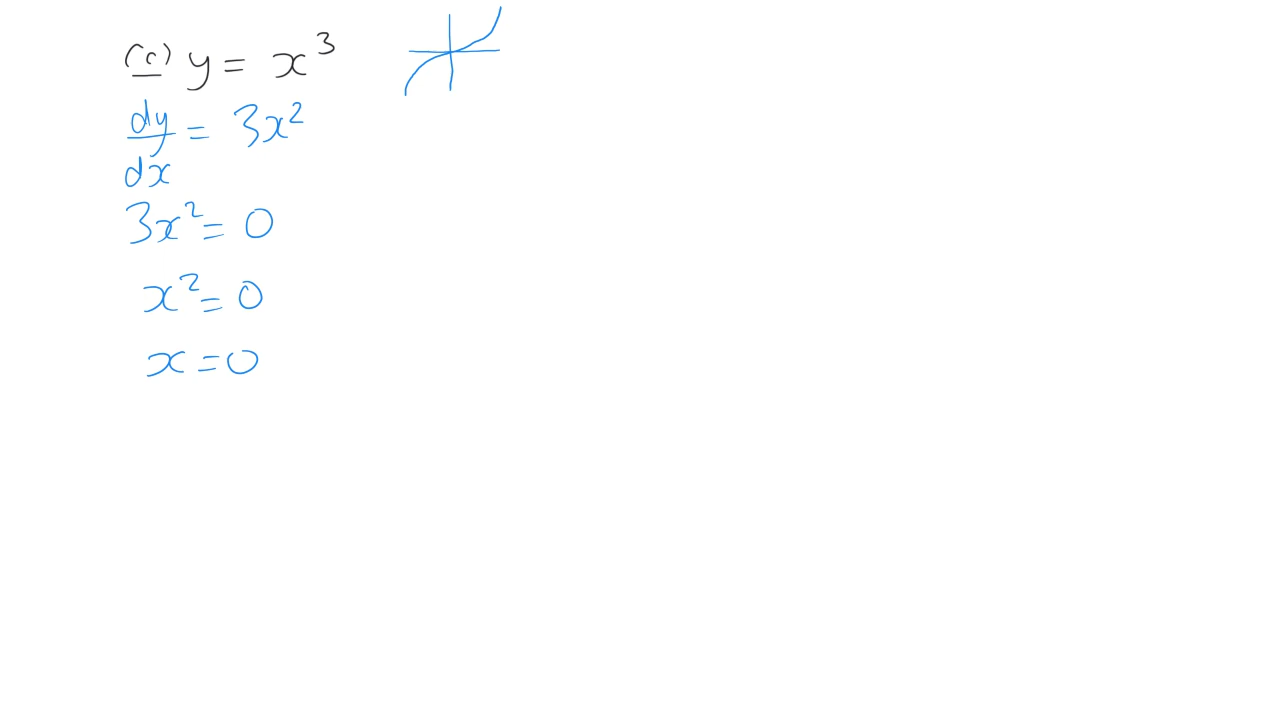 (c) y = x³
dy/dx = 3x²
3x² = 0
x² = 0
x = 0